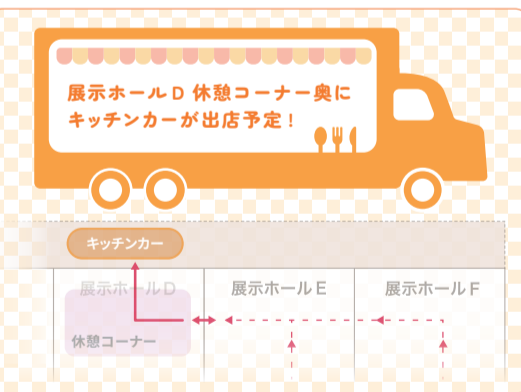 展示ホールD 休憩コーナー奥に
キッチンカーが出店予定!
キッチンカー
展示ホールD
展示ホールE
展示ホールF
休憩コーナー